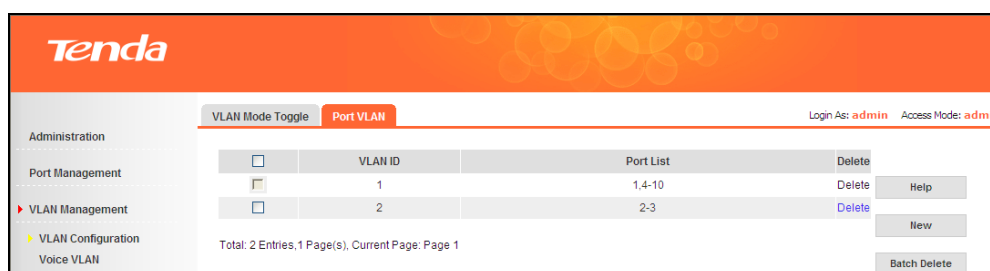 Tenda
VLAN Mode Toggle Port VLAN Login As: admin Access Mode: adm
Administration
Port Management
VLAN Management
VLAN Configuration
Voice VLAN
VLAN ID Port List Delete
1 1,4-10 Delete
2 2-3 Delete
Total: 2 Entries,1 Page(s), Current Page: Page 1
Help
New
Batch Delete